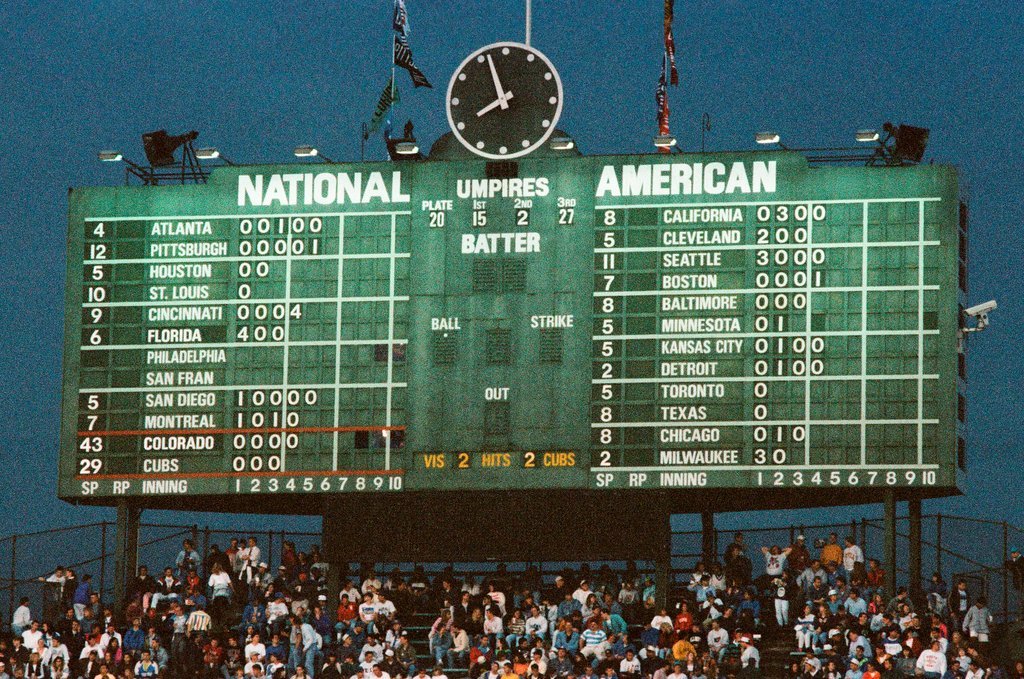 NATIONAL UMPIRES AMERICAN
PLATE 1ST 2ND 3RD
20 15 2 27
BATTER
4 ATLANTA 0 0 1 0 0
12 PITTSBURGH 0 0 0 0 1
5 HOUSTON 0 0
10 ST. LOUIS 0
9 CINCINNATI 0 0 0 4
6 FLORIDA 4 0 0
PHILADELPHIA
SAN FRAN
5 SAN DIEGO 1 0 0 0 0
7 MONTREAL 1 0 1 0
43 COLORADO 0 0 0 0
29 CUBS 0 0 0
SP RP INNING 1 2 3 4 5 6 7 8 9 10
BALL STRIKE
OUT
VIS 2 HITS 2 CUBS
8 CALIFORNIA 0 3 0 0
5 CLEVELAND 2 0 0
11 SEATTLE 3 0 0 0
7 BOSTON 0 0 0 1
8 BALTIMORE 0 0 0
5 MINNESOTA 0 1
5 KANSAS CITY 0 1 0 0
2 DETROIT 0 1 0 0
5 TORONTO 0
8 TEXAS 0
8 CHICAGO 0 1 0
2 MILWAUKEE 3 0
SP RP INNING 1 2 3 4 5 6 7 8 9 10